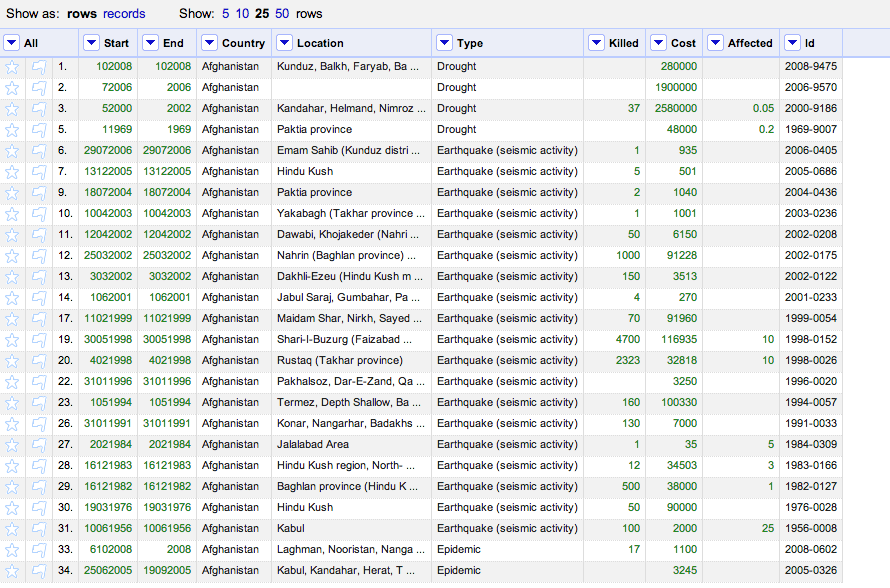 Show as: rows records Show: 5 10 25 50 rows
All Start End Country Location Type Killed Cost Affected Id
1. 102008 102008 Afghanistan Kunduz, Balkh, Faryab, Ba ... Drought 280000 2008-9475
2. 72006 2006 Afghanistan Drought 1900000 2006-9570
3. 52000 2002 Afghanistan Kandahar, Helmand, Nimroz ... Drought 37 2580000 0.05 2000-9186
5. 11969 1969 Afghanistan Paktia province Drought 48000 0.2 1969-9007
6. 29072006 29072006 Afghanistan Emam Sahib (Kunduz distri ... Earthquake (seismic activity) 1 935 2006-0405
7. 13122005 13122005 Afghanistan Hindu Kush Earthquake (seismic activity) 5 501 2005-0686
9. 18072004 18072004 Afghanistan Paktia province Earthquake (seismic activity) 2 1040 2004-0436
10. 10042003 10042003 Afghanistan Yakabagh (Takhar province ... Earthquake (seismic activity) 1 1001 2003-0236
11. 12042002 12042002 Afghanistan Dawabi, Khojakeder (Nahri ... Earthquake (seismic activity) 50 6150 2002-0208
12. 25032002 25032002 Afghanistan Nahrin (Baghlan province) ... Earthquake (seismic activity) 1000 91228 2002-0175
13. 3032002 3032002 Afghanistan Dakhli-Ezeu (Hindu Kush m ... Earthquake (seismic activity) 150 3513 2002-0122
14. 1062001 1062001 Afghanistan Jabul Saraj, Gumbahar, Pa ... Earthquake (seismic activity) 4 270 2001-0233
17. 11021999 11021999 Afghanistan Maidam Shar, Nirkh, Sayed ... Earthquake (seismic activity) 70 91960 1999-0054
19. 30051998 30051998 Afghanistan Shari-I-Buzurg (Faizabad ... Earthquake (seismic activity) 4700 116935 10 1998-0152
20. 4021998 4021998 Afghanistan Rustaq (Takhar province) Earthquake (seismic activity) 2323 32818 10 1998-0026
22. 31011996 31011996 Afghanistan Pakhalsoz, Dar-E-Zand, Qa ... Earthquake (seismic activity) 3250 1996-0020
23. 1051994 1051994 Afghanistan Termez, Depth Shallow, Ba ... Earthquake (seismic activity) 160 100330 1994-0057
26. 31011991 31011991 Afghanistan Konar, Nangarhar, Badakhs ... Earthquake (seismic activity) 130 7000 1991-0033
27. 2021984 2021984 Afghanistan Jalalabad Area Earthquake (seismic activity) 1 35 5 1984-0309
28. 16121983 16121983 Afghanistan Hindu Kush region, North- ... Earthquake (seismic activity) 12 34503 3 1983-0166
29. 16121982 16121982 Afghanistan Baghlan province (Hindu K ... Earthquake (seismic activity) 500 38000 1 1982-0127
30. 19031976 19031976 Afghanistan Hindu Kush Earthquake (seismic activity) 50 90000 1976-0028
31. 10061956 10061956 Afghanistan Kabul Earthquake (seismic activity) 100 2000 25 1956-0008
33. 6102008 2008 Afghanistan Laghman, Nooristan, Nanga ... Epidemic 17 1100 2008-0602
34. 25062005 19092005 Afghanistan Kabul, Kandahar, Herat, T ... Epidemic 3245 2005-0326